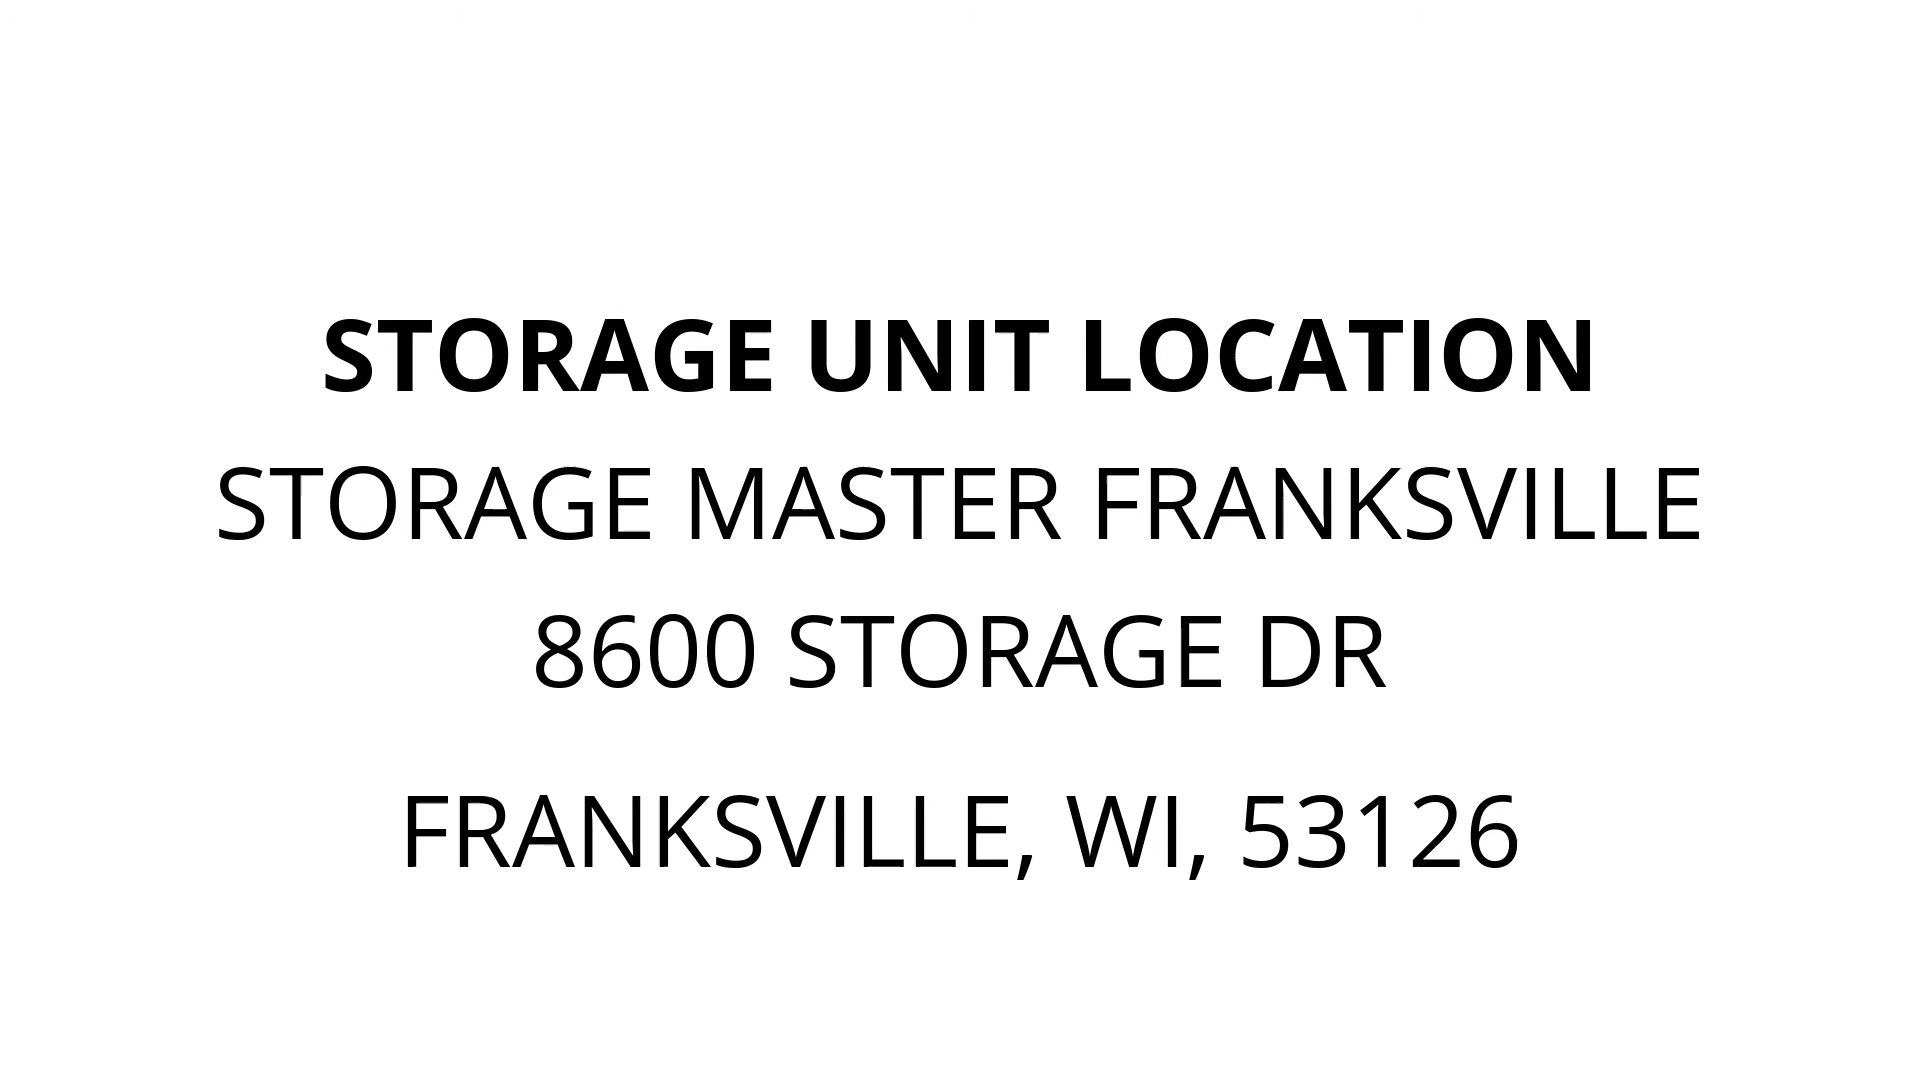 STORAGE UNIT LOCATION
STORAGE MASTER FRANKSVILLE
8600 STORAGE DR
FRANKSVILLE, WI, 53126